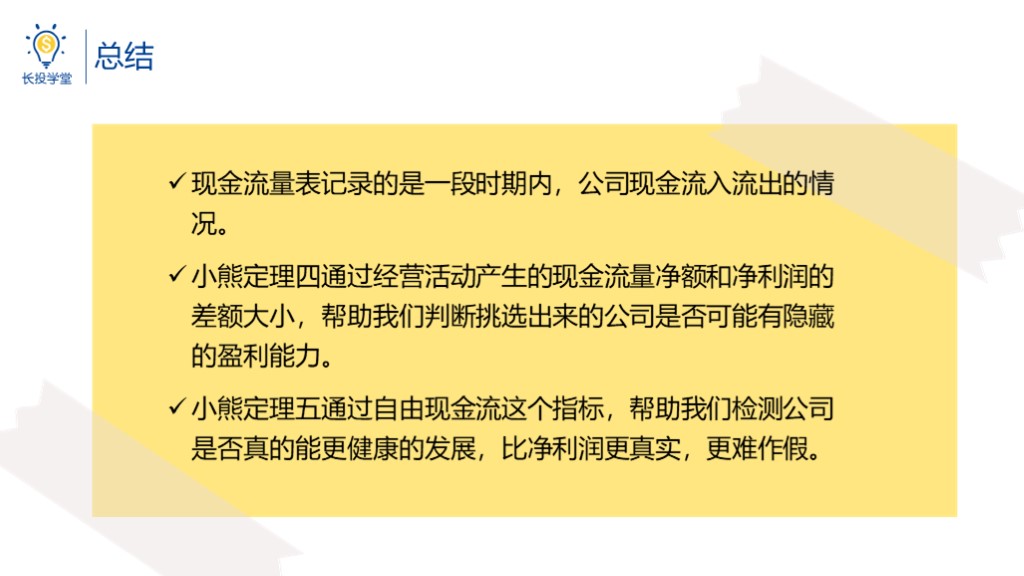 长投学堂
总结
✓现金流量表记录的是一段时期内，公司现金流入流出的情
况。
✓小熊定理四通过经营活动产生的现金流量净额和净利润的
差额大小，帮助我们判断挑选出来的公司是否可能有隐藏
的盈利能力。
✓小熊定理五通过自由现金流这个指标，帮助我们检测公司
是否真的能更健康的发展，比净利润更真实，更难作假。